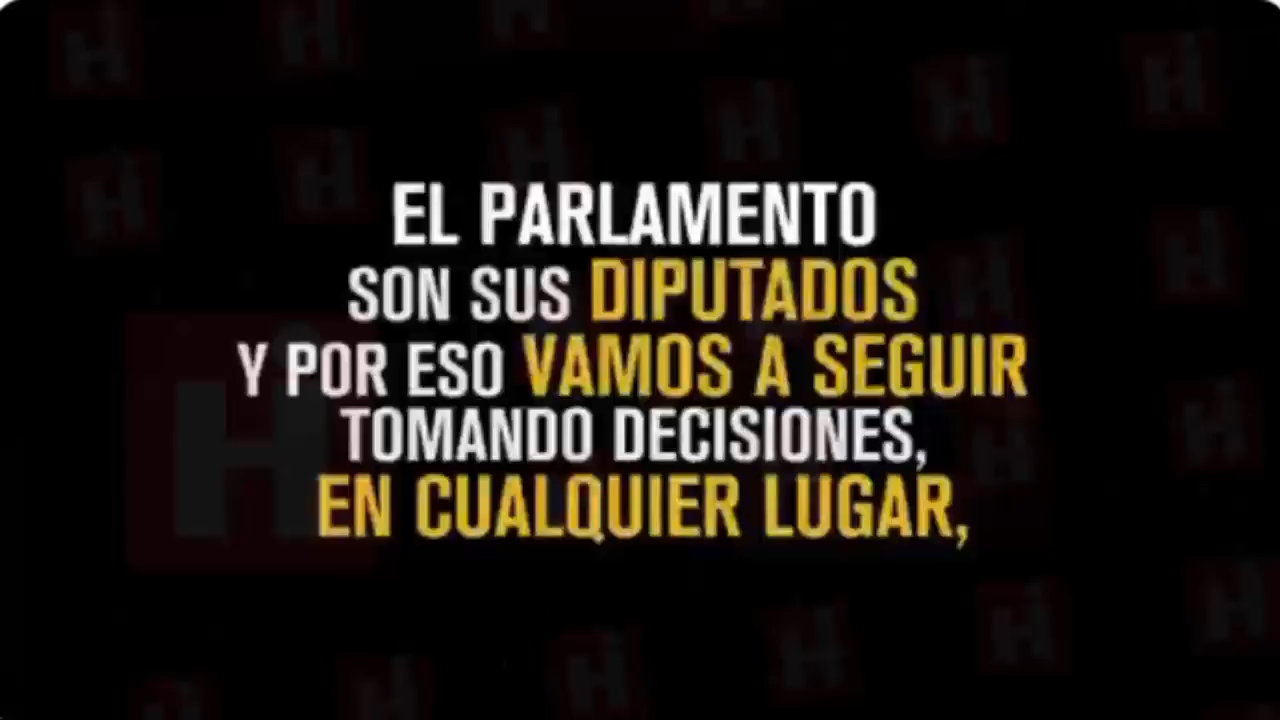 EL PARLAMENTO
SON SUS DIPUTADOS
Y POR ESO VAMOS A SEGUIR
TOMANDO DECISIONES,
EN CUALQUIER LUGAR,